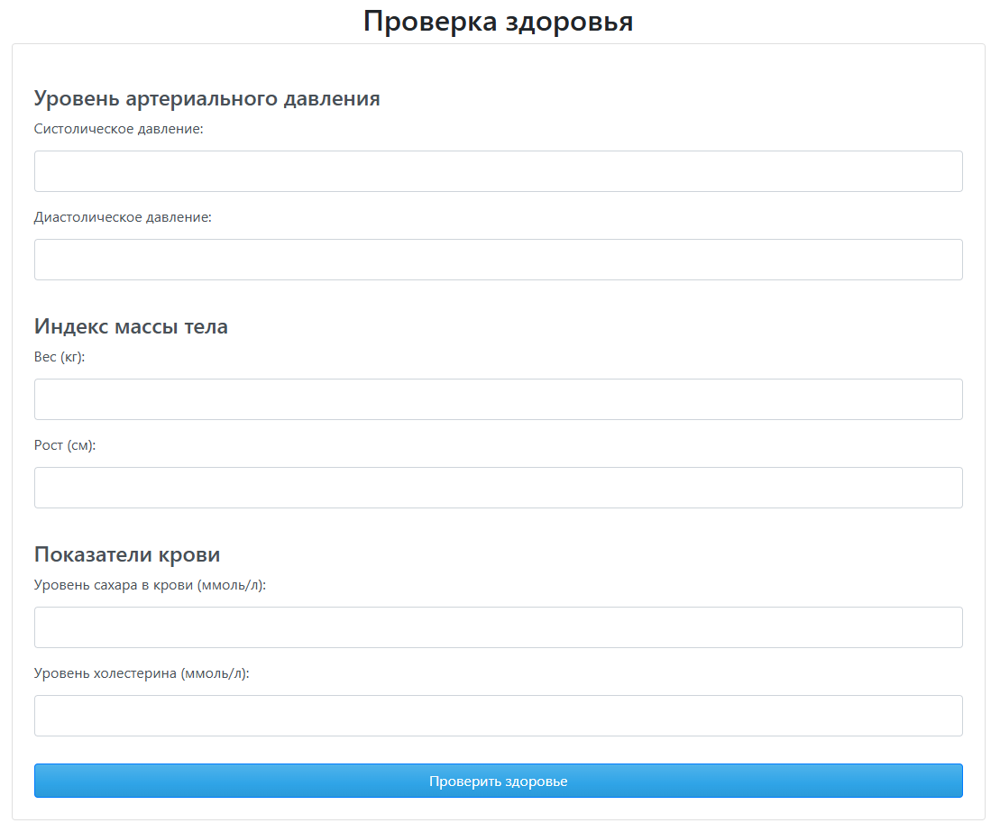 Проверка здоровья
Уровень артериального давления
Систолическое давление:
Диастолическое давление:
Индекс массы тела
Вес (кг):
Рост (см):
Показатели крови
Уровень сахара в крови (ммоль/л):
Уровень холестерина (ммоль/л):
Проверить здоровье